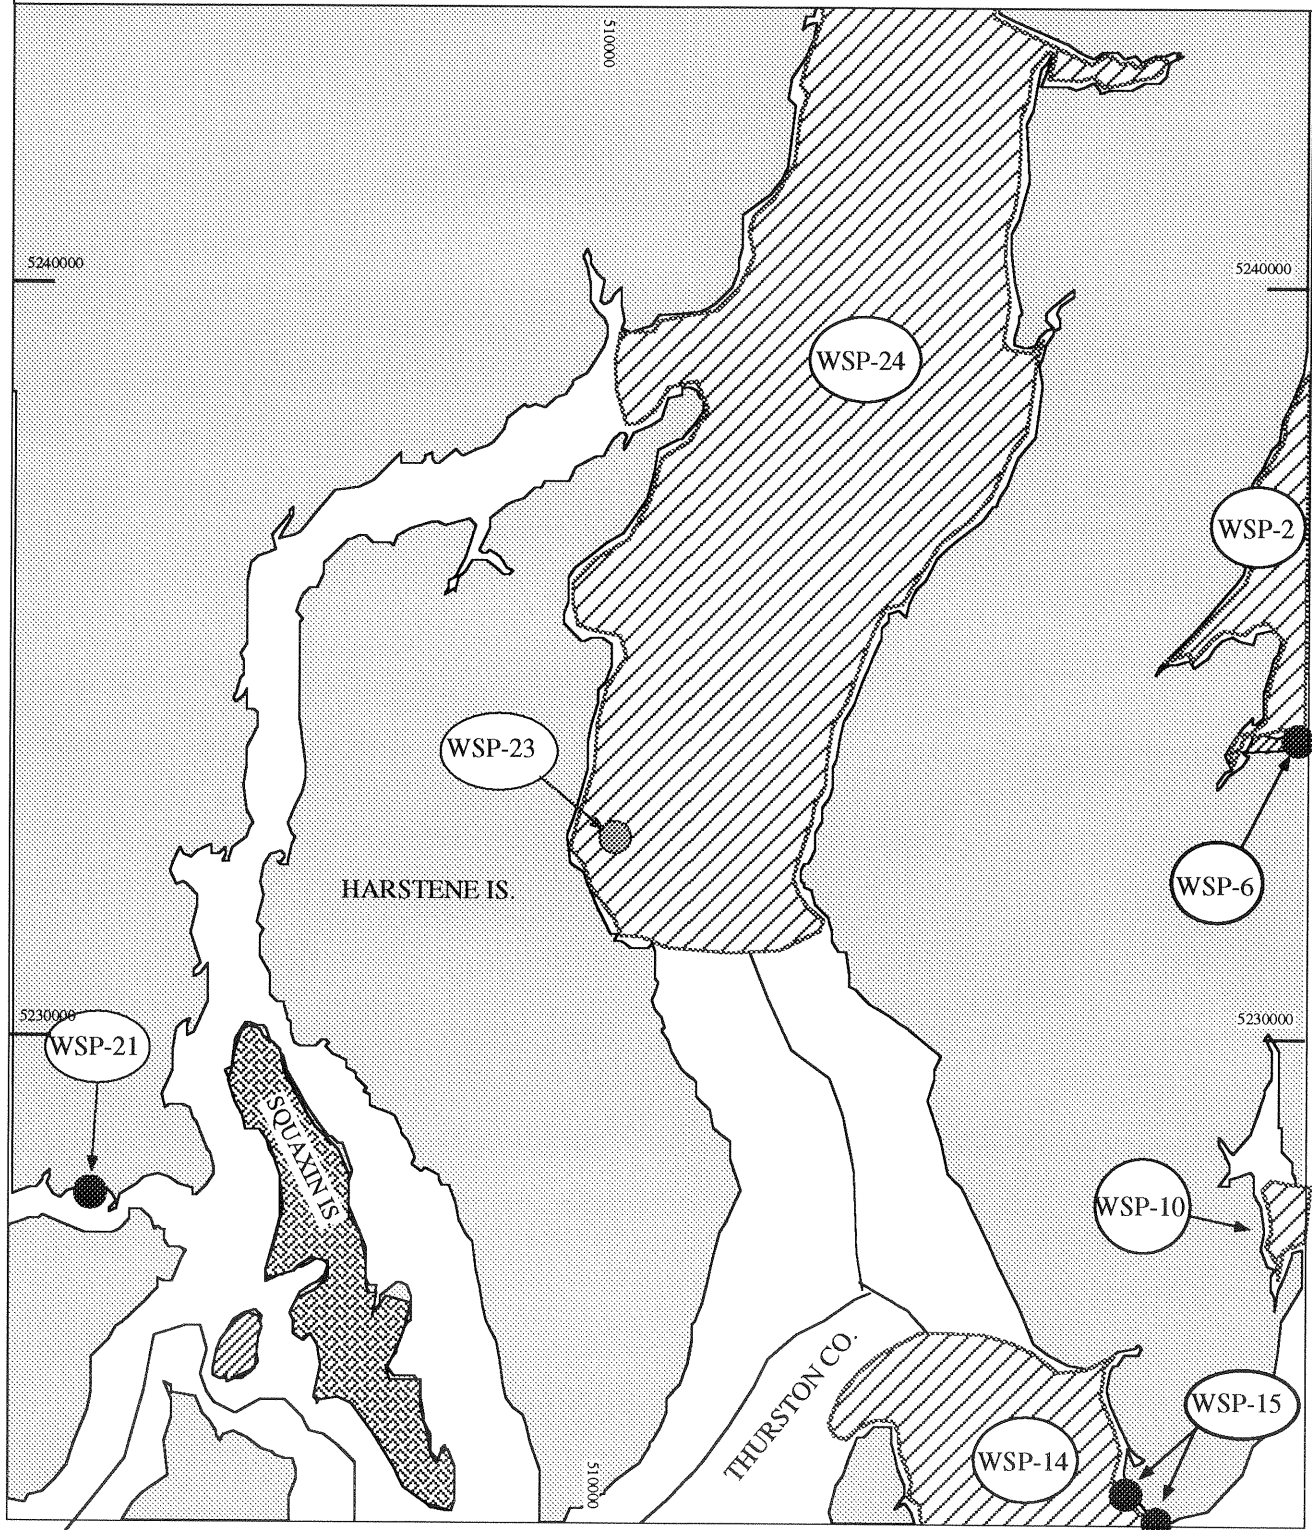 510000
5240000
5240000
WSP-24
WSP-2
WSP-23
WSP-6
HARSTENE IS.
5230000
5230000
WSP-21
SQUAXIN IS
WSP-10
THURSTON CO.
WSP-15
WSP-14
510000